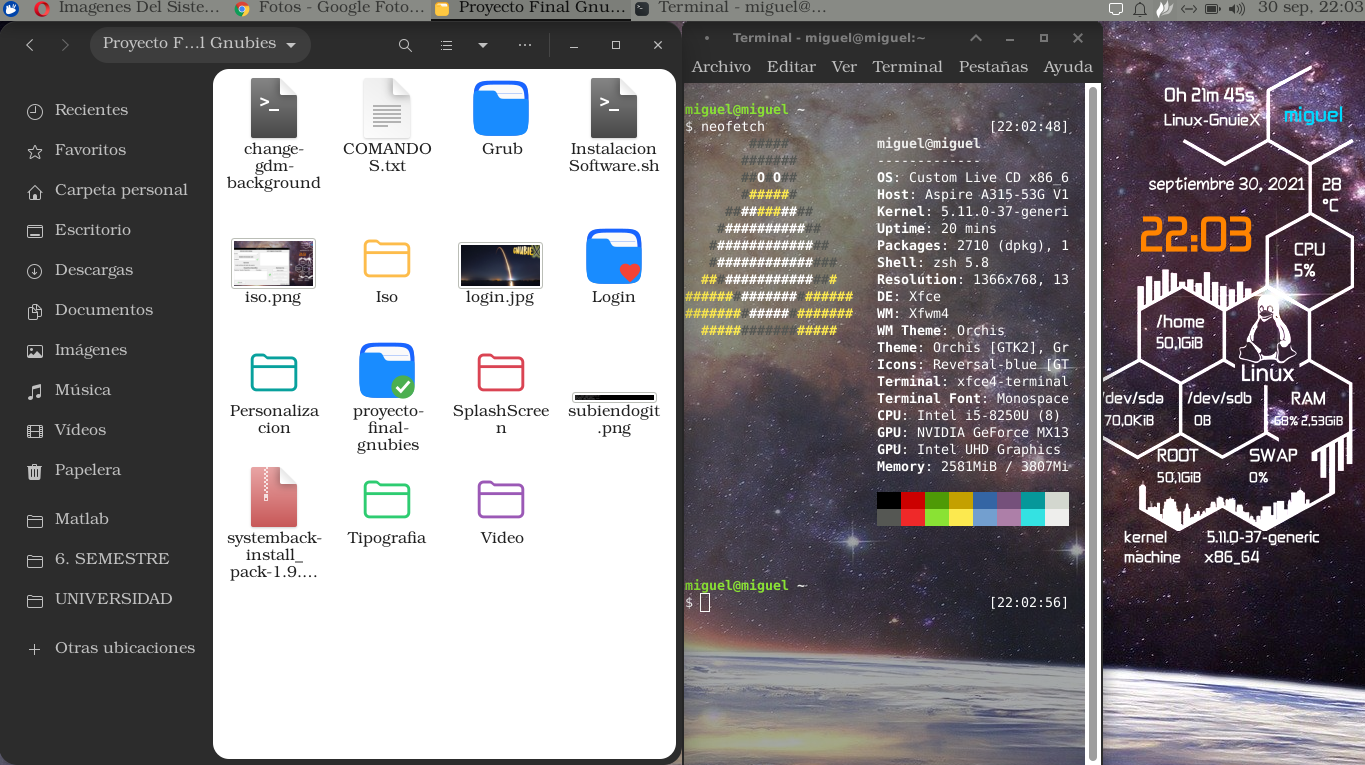 Imagenes Del Siste…
Fotos - Google Foto…
Proyecto Final Gnu…
Terminal - miguel@…
30 sep, 22:03
Proyecto F…l Gnubies
Recientes
Favoritos
Carpeta personal
Escritorio
Descargas
Documentos
Imágenes
Música
Vídeos
Papelera
Matlab
6. SEMESTRE
UNIVERSIDAD
Otras ubicaciones
change-
gdm-
background
COMANDO
S.txt
Grub
Instalacion
Software.sh
iso.png
Iso
login.jpg
Login
Personaliza
cion
proyecto-
final-
gnubies
SplashScree
n
subiendogit
.png
systemback-
install_
pack-1.9.…
Tipografia
Video
Terminal - miguel@miguel:~
Archivo Editar Ver Terminal Pestañas Ayuda
miguel@miguel ~
$ neofetch [22:02:48]
miguel@miguel
-------------
OS: Custom Live CD x86_6
Host: Aspire A315-53G V1
Kernel: 5.11.0-37-generi
Uptime: 20 mins
Packages: 2710 (dpkg), 1
Shell: zsh 5.8
Resolution: 1366x768, 13
DE: Xfce
WM: Xfwm4
WM Theme: Orchis
Theme: Orchis [GTK2], Gr
Icons: Reversal-blue [GT
Terminal: xfce4-terminal
Terminal Font: Monospace
CPU: Intel i5-8250U (8)
GPU: NVIDIA GeForce MX13
GPU: Intel UHD Graphics
Memory: 2581MiB / 3807Mi
miguel@miguel ~
$ [22:02:56]
0h 21m 45s
Linux-GnuieX
miguel
septiembre 30, 2021
28
°C
22:03
CPU
5%
/home
50,1GiB
Linux
/dev/sda
70,0KiB
/dev/sdb
0B
RAM
68% 2,53GiB
ROOT
50,1GiB
SWAP
0%
kernel 5.11.0-37-generic
machine x86_64